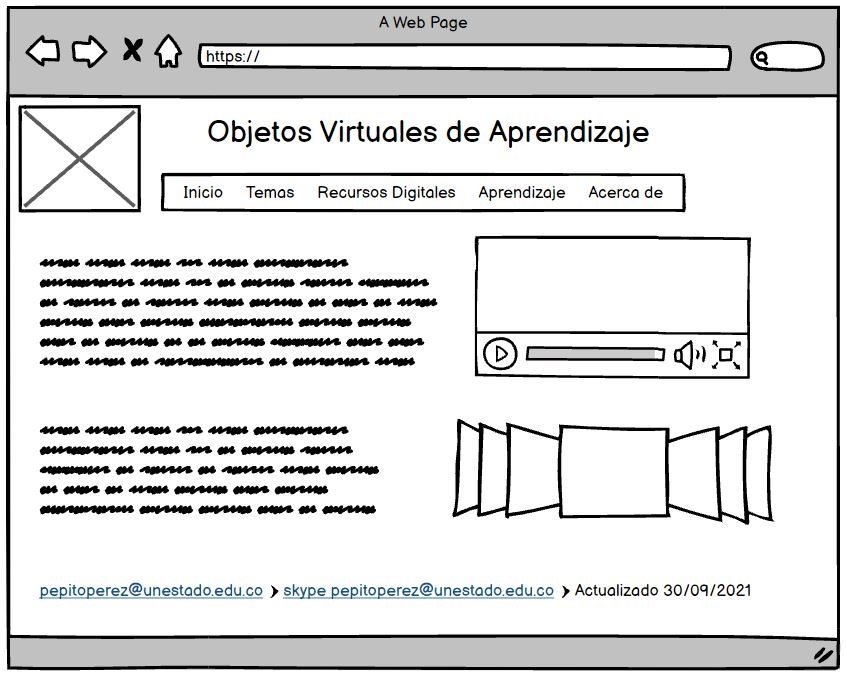 A Web Page
https://
Objetos Virtuales de Aprendizaje
Inicio Temas Recursos Digitales Aprendizaje Acerca de
pepitoperez@unestado.edu.co ❯ skype pepitoperez@unestado.edu.co ❯ Actualizado 30/09/2021